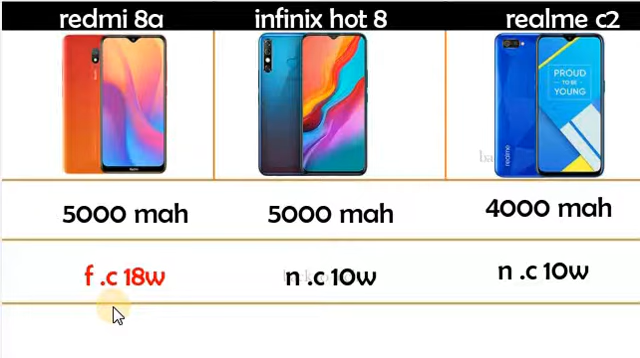 redmi 8a infinix hot 8 realme c2
PROUD
TO BE
YOUNG
realme
5000 mah 5000 mah 4000 mah
f .c 18w n .c 10w n .c 10w